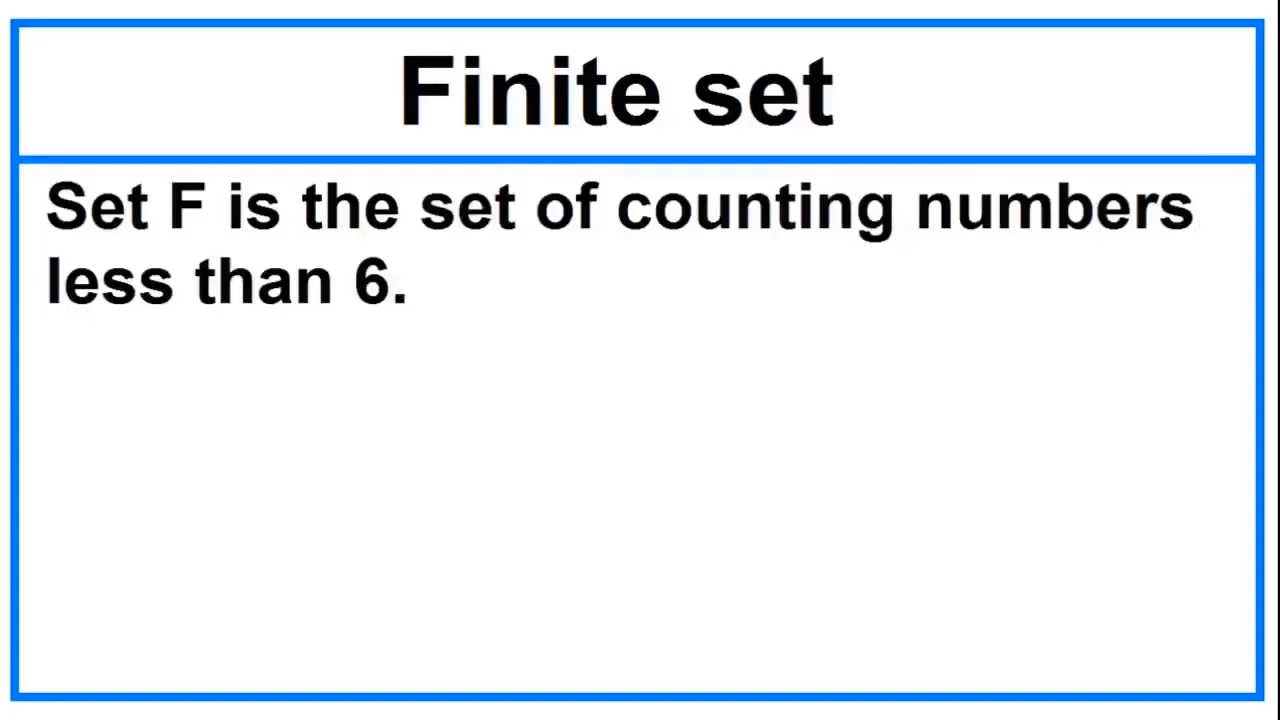 Finite set
Set F is the set of counting numbers
less than 6.